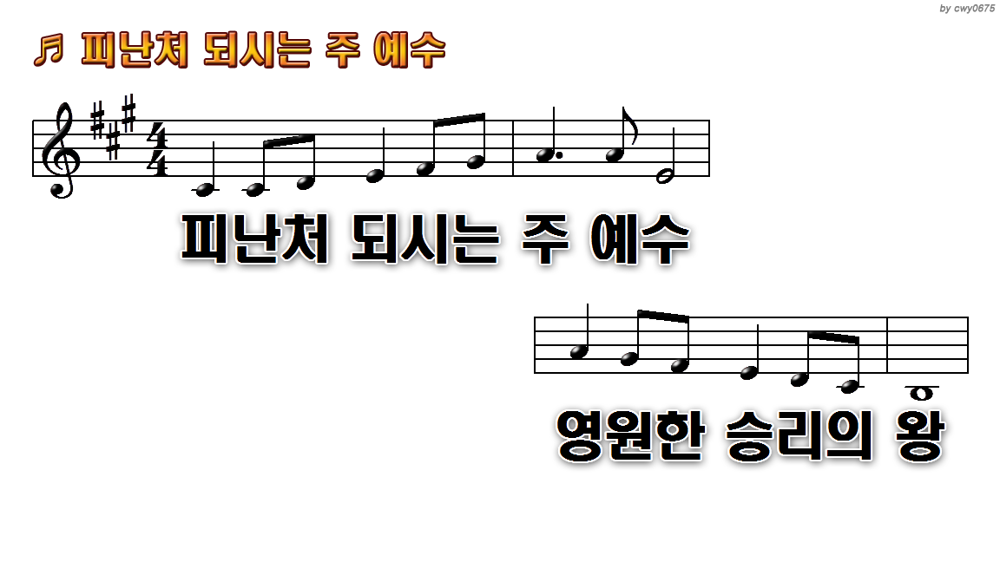 by cwy0675
♬ 피난처 되시는 주 예수
피난처 되시는 주 예수
영원한 승리의 왕